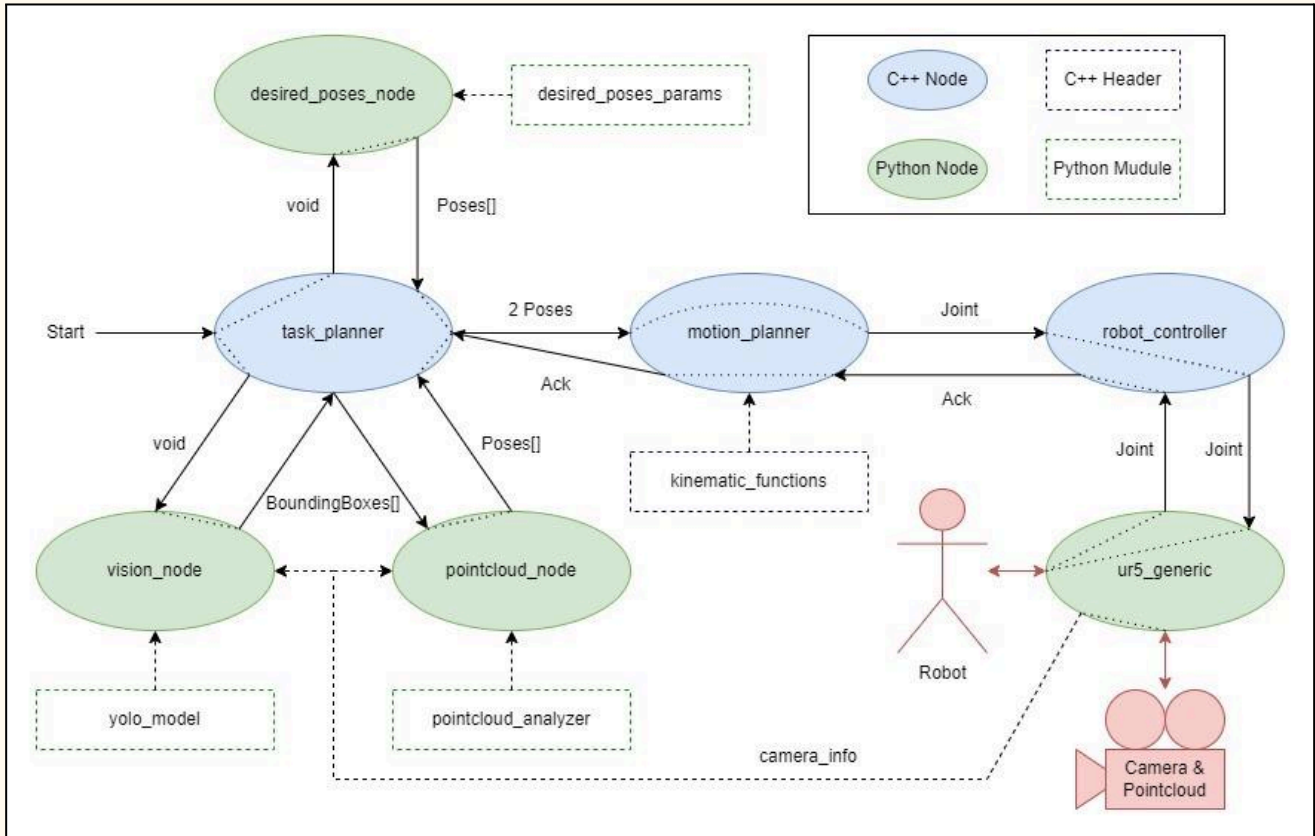 desired_poses_node
desired_poses_params
C++ Node
C++ Header
Python Node
Python Mudule
void
Poses[]
Start
task_planner
2 Poses
motion_planner
Joint
robot_controller
Ack
Ack
void
Poses[]
Joint
Joint
kinematic_functions
BoundingBoxes[]
vision_node
pointcloud_node
ur5_generic
Robot
yolo_model
pointcloud_analyzer
camera_info
Camera &
Pointcloud